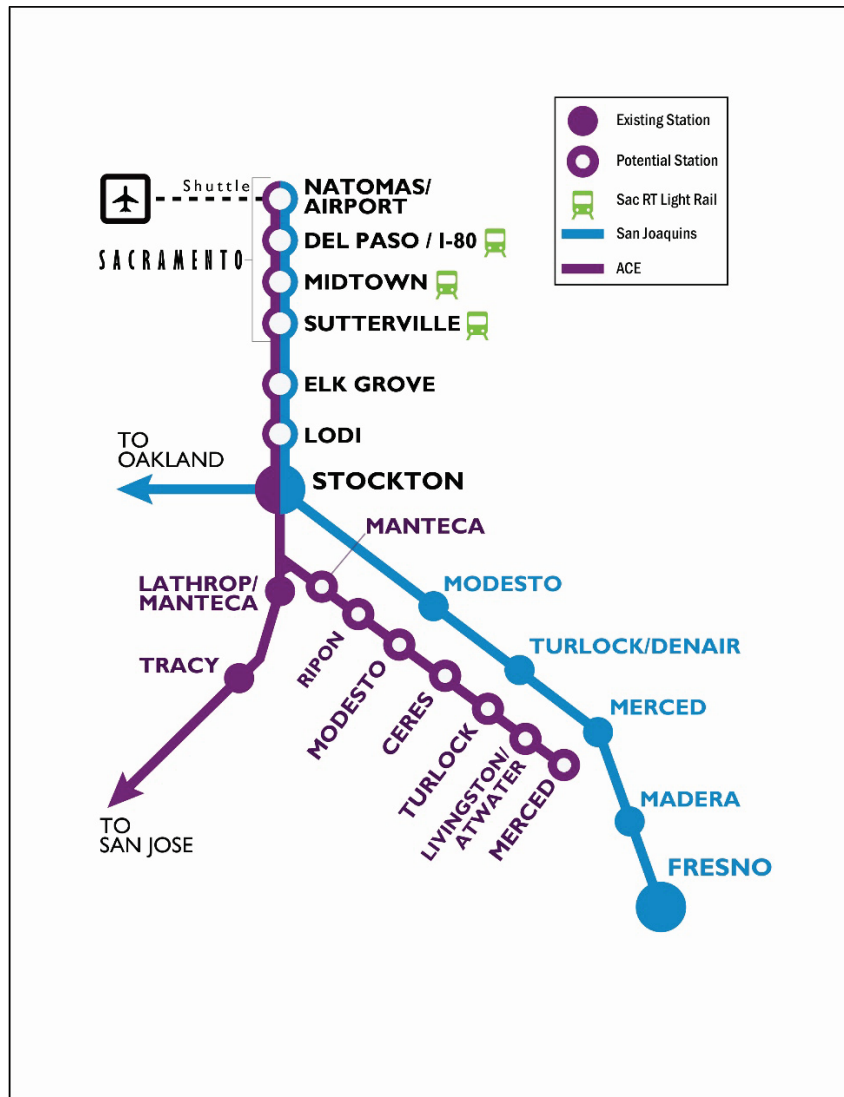 Existing Station
Potential Station
Sac RT Light Rail
San Joaquins
ACE
Shuttle
NATOMAS/
AIRPORT
DEL PASO / I-80
SACRAMENTO
MIDTOWN
SUTTERVILLE
ELK GROVE
LODI
TO
OAKLAND
STOCKTON
MANTECA
LATHROP/
MANTECA
MODESTO
TURLOCK/DENAIR
TRACY
RIPON
MODESTO
CERES
TURLOCK
LIVINGSTON/
ATWATER
MERCED
MERCED
MADERA
TO
SAN JOSE
FRESNO